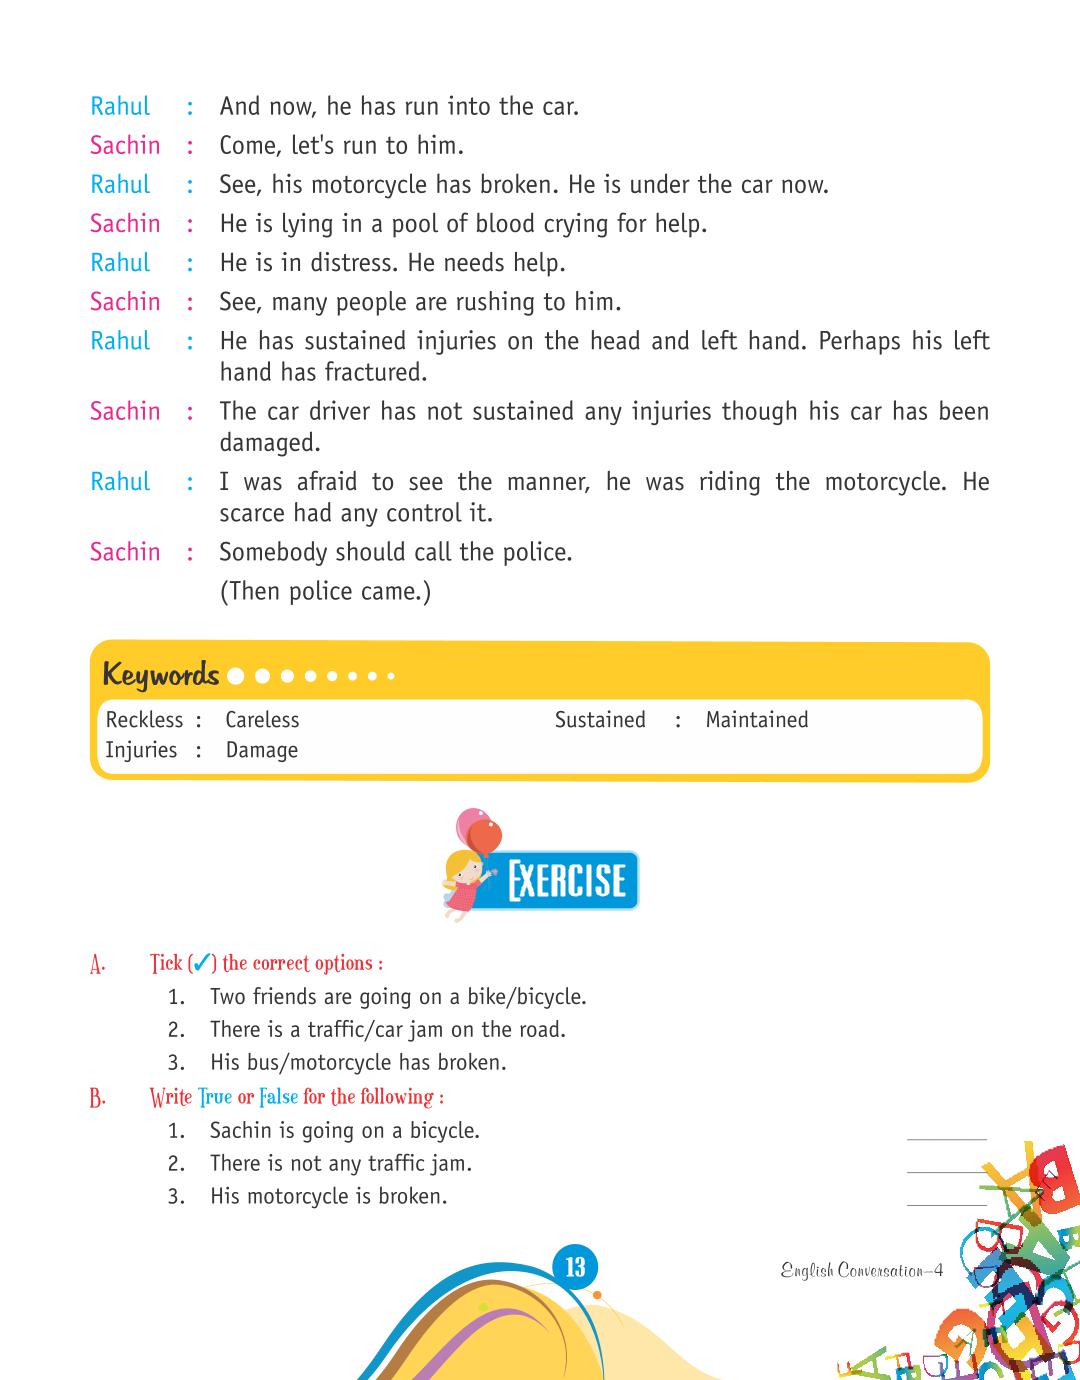 Rahul : And now, he has run into the car.
Sachin : Come, let's run to him.
Rahul : See, his motorcycle has broken. He is under the car now.
Sachin : He is lying in a pool of blood crying for help.
Rahul : He is in distress. He needs help.
Sachin : See, many people are rushing to him.
Rahul : He has sustained injuries on the head and left hand. Perhaps his left
hand has fractured.
Sachin : The car driver has not sustained any injuries though his car has been
damaged.
Rahul : I was afraid to see the manner, he was riding the motorcycle. He
scarce had any control it.
Sachin : Somebody should call the police.
(Then police came.)
Keywords
Reckless : Careless Sustained : Maintained
Injuries : Damage
EXERCISE
A. Tick (✓) the correct options :
1. Two friends are going on a bike/bicycle.
2. There is a traffic/car jam on the road.
3. His bus/motorcycle has broken.
B. Write True or False for the following :
1. Sachin is going on a bicycle.
2. There is not any traffic jam.
3. His motorcycle is broken.
13
English Conversation–4